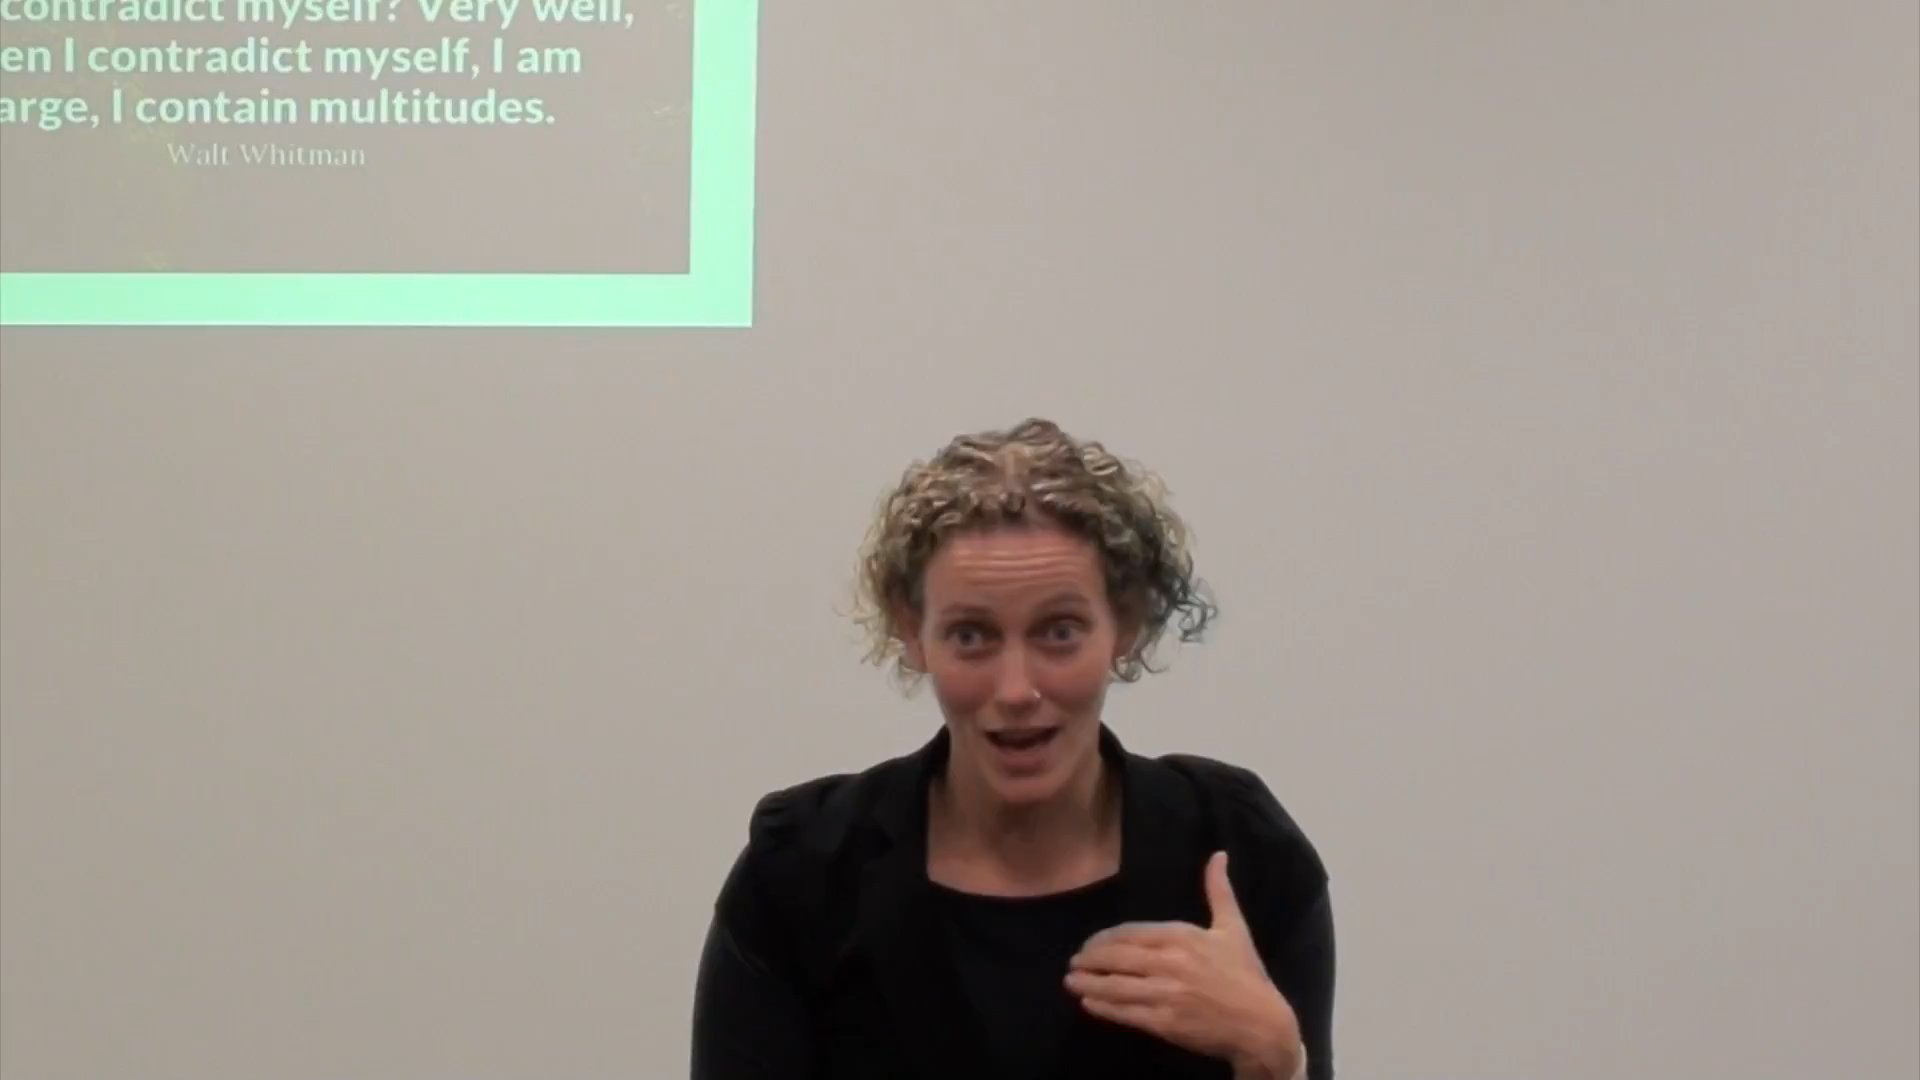 contradict myself? Very well,
en I contradict myself, I am
arge, I contain multitudes.
Walt Whitman